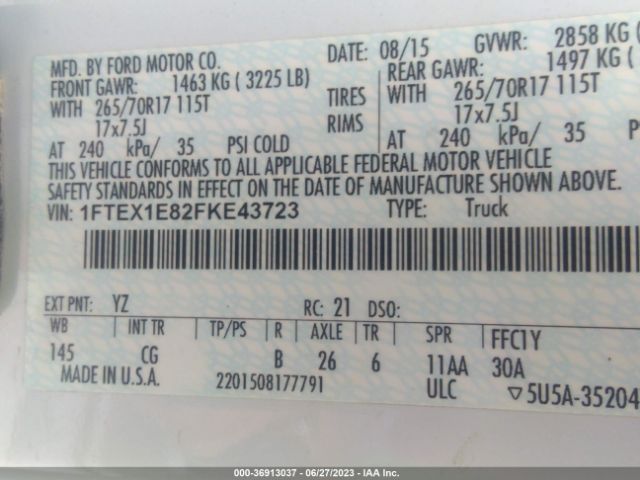 MFD. BY FORD MOTOR CO. DATE: 08/15 GVWR: 2858 KG (
FRONT GAWR: 1463 KG ( 3225 LB) REAR GAWR: 1497 KG (
WITH 265/70R17 115T TIRES WITH 265/70R17 115T
17x7.5J RIMS 17x7.5J
AT 240 kPa/ 35 PSI COLD AT 240 kPa/ 35
THIS VEHICLE CONFORMS TO ALL APPLICABLE FEDERAL MOTOR VEHICLE
SAFETY STANDARDS IN EFFECT ON THE DATE OF MANUFACTURE SHOWN ABOVE.
VIN: 1FTEX1E82FKE43723 TYPE: Truck
EXT PNT: YZ RC: 21 DSO:
WB INT TR TP/PS R AXLE TR SPR FFC1Y
145 CG B 26 6 11AA 30A
MADE IN U.S.A. 2201508177791 ULC ▽5U5A-35204
000-36913037 - 06/27/2023 - IAA Inc.